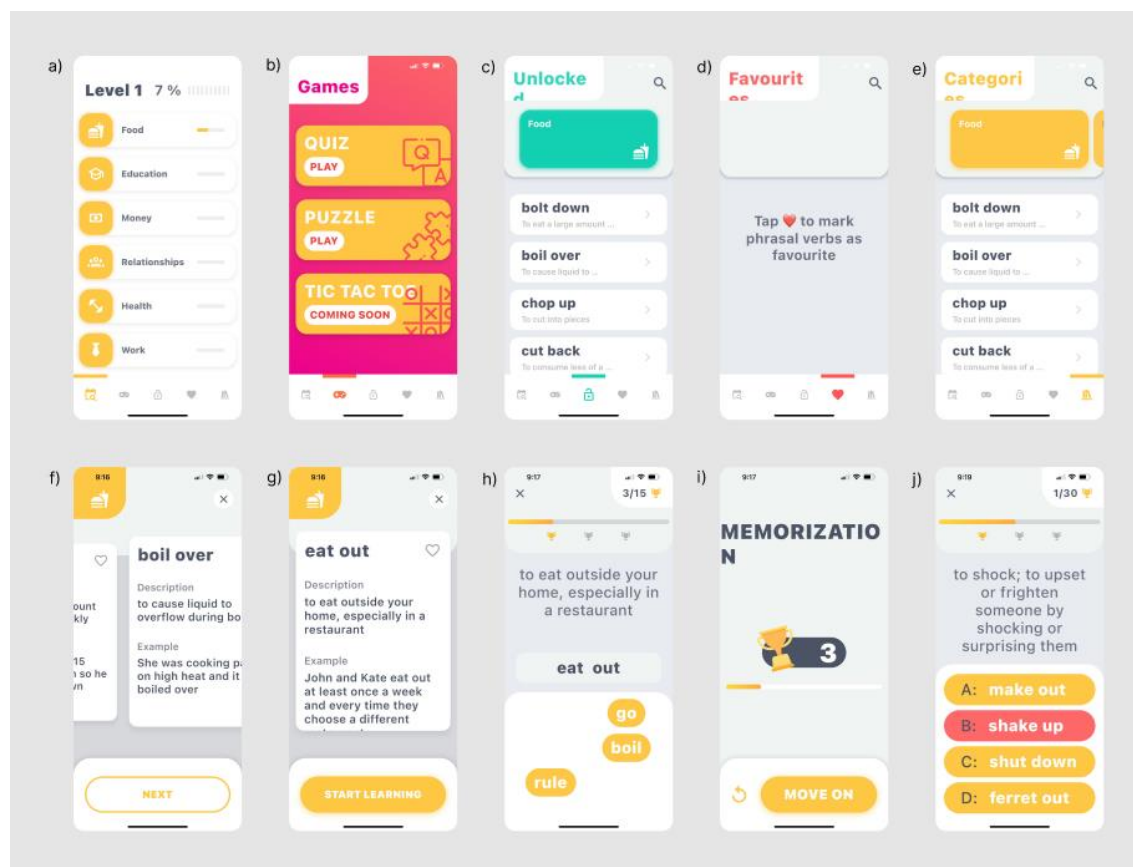 a)
Level 1 7 %
Food
Education
Money
Relationships
Health
Work
b)
Games
QUIZ
PLAY
Q
A
PUZZLE
PLAY
TIC TAC TOE
COMING SOON
c)
Unlocke
d
Food
bolt down
To eat a large amount ...
boil over
To cause liquid to ...
chop up
To cut into pieces
cut back
To consume less of a ...
d)
Favourit
es
Tap ❤️ to mark
phrasal verbs as
favourite
e)
Categori
es
Food
bolt down
To eat a large amount ...
boil over
To cause liquid to ...
chop up
To cut into pieces
cut back
To consume less of a ...
f)
9:16
ount
kly
15
so he
wn
boil over
Description
to cause liquid to
overflow during bo
Example
She was cooking p
on high heat and it
boiled over
NEXT
g)
9:16
eat out
Description
to eat outside your
home, especially in a
restaurant
Example
John and Kate eat out
at least once a week
and every time they
choose a different
START LEARNING
h)
9:17
3/15
to eat outside your
home, especially in
a restaurant
eat out
go
boil
rule
i)
9:17
MEMORIZATIO
N
3
MOVE ON
j)
9:19
1/30
to shock; to upset
or frighten
someone by
shocking or
surprising them
A: make out
B: shake up
C: shut down
D: ferret out